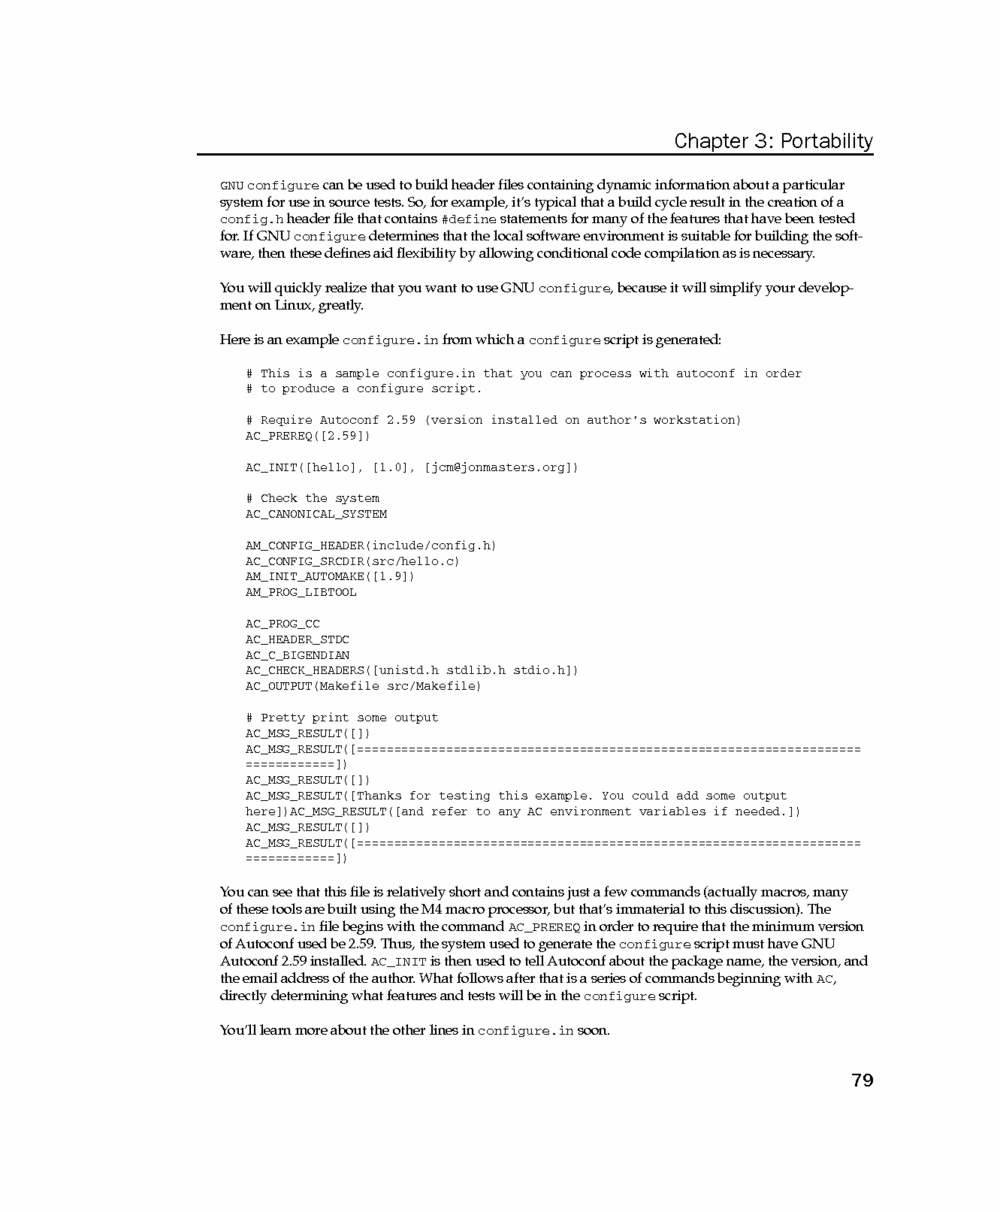 Chapter 3: Portability
GNU configure can be used to build header files containing dynamic information about a particular
system for use in source tests. So, for example, it's typical that a build cycle result in the creation of a
config.h header file that contains #define statements for many of the features that have been tested
for. If GNU configure determines that the local software environment is suitable for building the soft-
ware, then these defines aid flexibility by allowing conditional code compilation as is necessary.
You will quickly realize that you want to use GNU configure, because it will simplify your develop-
ment on Linux, greatly.
Here is an example configure.in from which a configure script is generated:
# This is a sample configure.in that you can process with autoconf in order
# to produce a configure script.
# Require Autoconf 2.59 (version installed on author's workstation)
AC_PREREQ([2.59])
AC_INIT([hello], [1.0], [jcm@jonmasters.org])
# Check the system
AC_CANONICAL_SYSTEM
AM_CONFIG_HEADER(include/config.h)
AC_CONFIG_SRCDIR(src/hello.c)
AM_INIT_AUTOMAKE([1.9])
AM_PROG_LIBTOOL
AC_PROG_CC
AC_HEADER_STDC
AC_C_BIGENDIAN
AC_CHECK_HEADERS([unistd.h stdlib.h stdio.h])
AC_OUTPUT(Makefile src/Makefile)
# Pretty print some output
AC_MSG_RESULT([])
AC_MSG_RESULT([====================================================================
============])
AC_MSG_RESULT([])
AC_MSG_RESULT([Thanks for testing this example. You could add some output
here])AC_MSG_RESULT([and refer to any AC environment variables if needed.])
AC_MSG_RESULT([])
AC_MSG_RESULT([====================================================================
============])
You can see that this file is relatively short and contains just a few commands (actually macros, many
of these tools are built using the M4 macro processor, but that's immaterial to this discussion). The
configure.in file begins with the command AC_PREREQ in order to require that the minimum version
of Autoconf used be 2.59. Thus, the system used to generate the configure script must have GNU
Autoconf 2.59 installed. AC_INIT is then used to tell Autoconf about the package name, the version, and
the email address of the author. What follows after that is a series of commands beginning with AC,
directly determining what features and tests will be in the configure script.
You'll learn more about the other lines in configure.in soon.
79